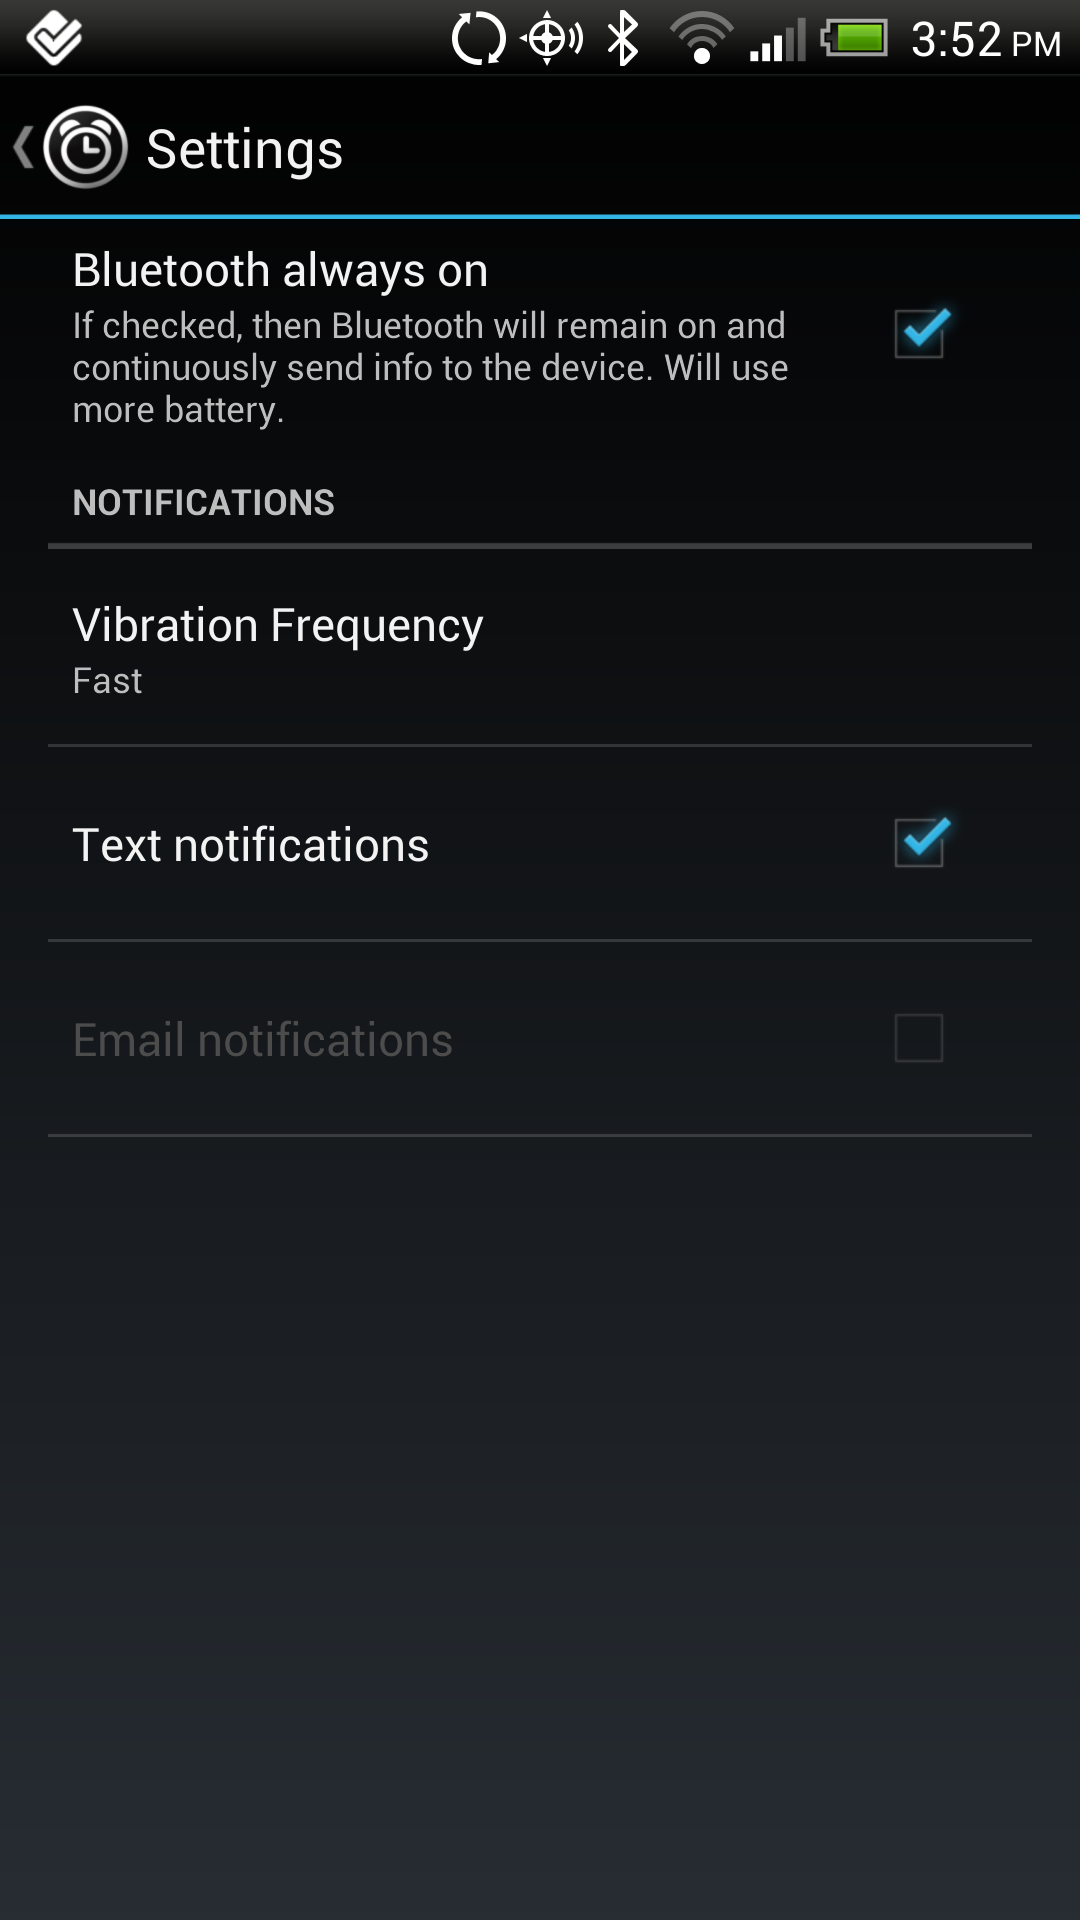 3:52 PM
Settings
Bluetooth always on
If checked, then Bluetooth will remain on and
continuously send info to the device. Will use
more battery.
NOTIFICATIONS
Vibration Frequency
Fast
Text notifications
Email notifications